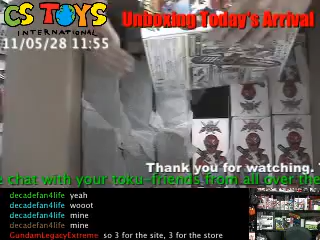 CS TOYS
INTERNATIONAL
Unboxing Today's Arrival
11/05/28 11:55
Thank you for watching.
chat with your toku-friends from all over the
decadefan4life yeah
decadefan4life wooot
decadefan4life mine
decadefan4life mine
GundamLegacyExtreme so 3 for the site, 3 for the store